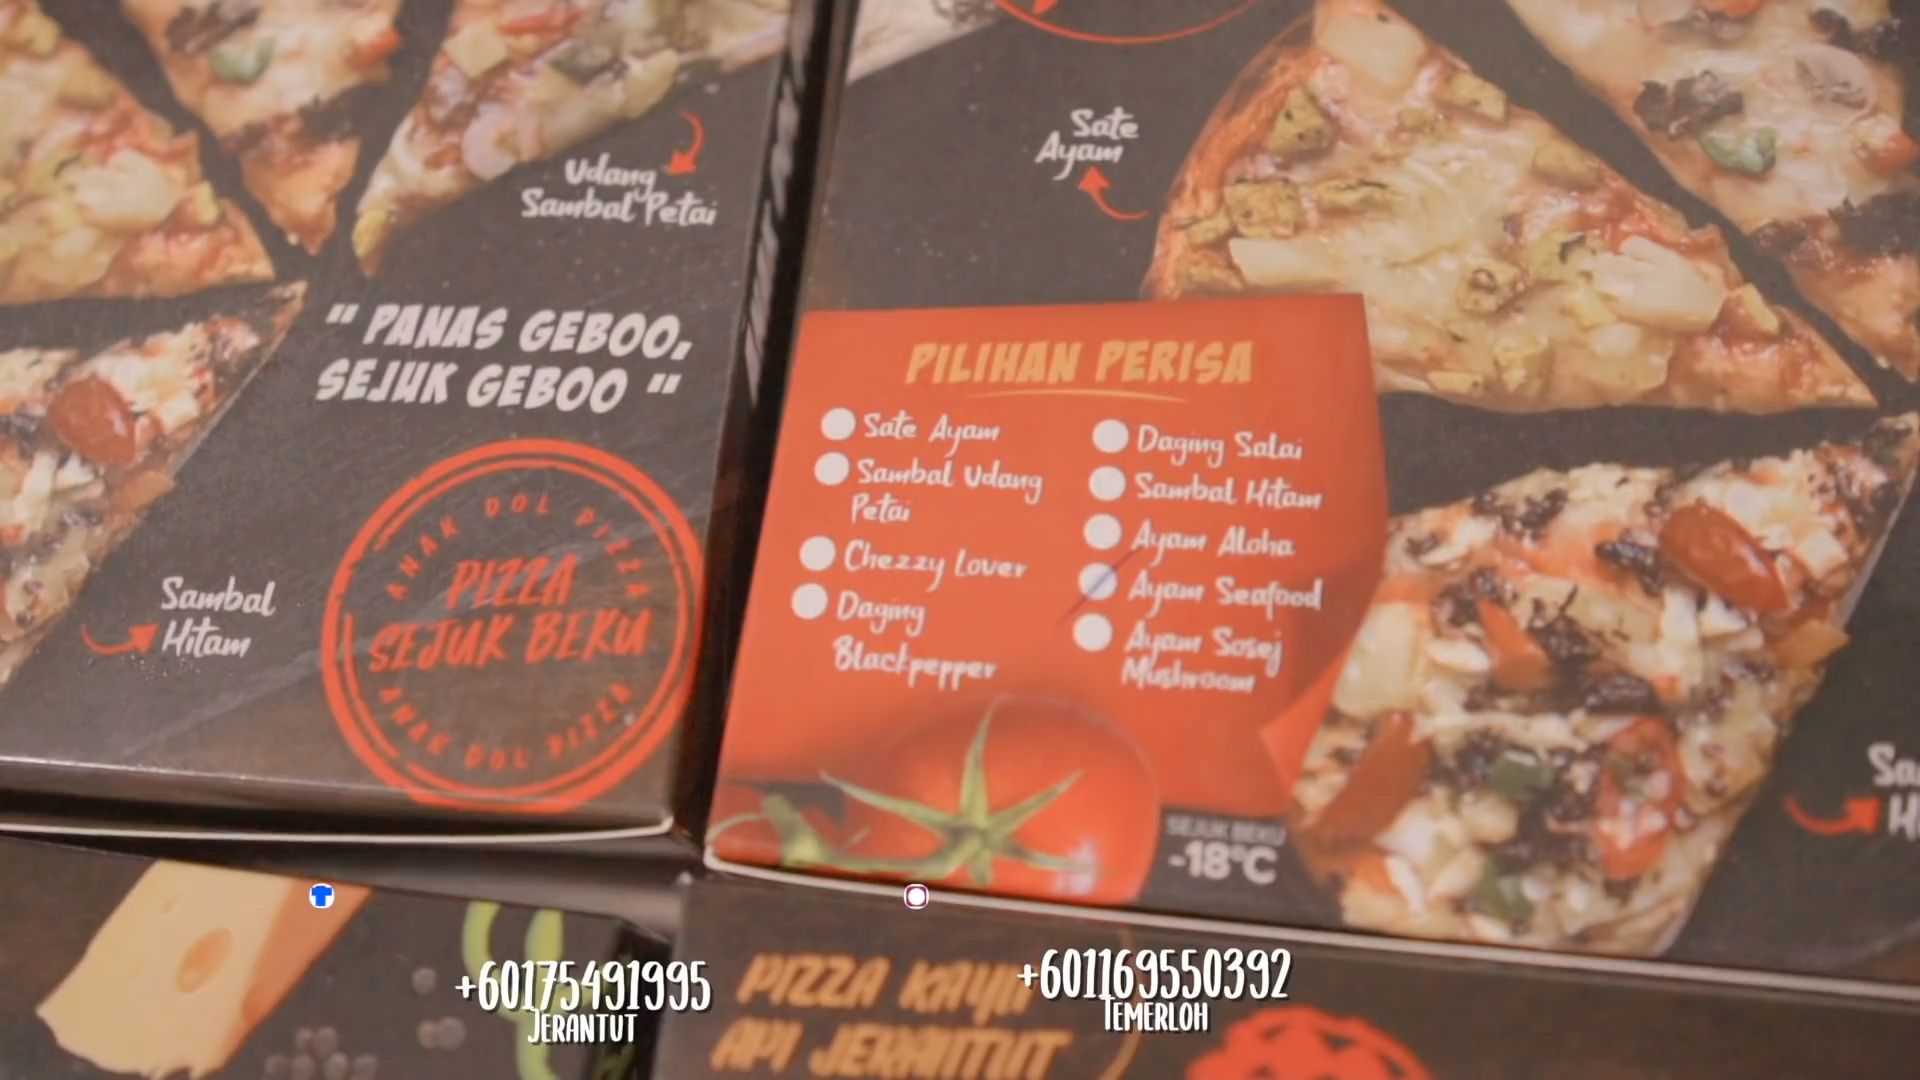 Udang
Sambal Petai
Sate
Ayam
" PANAS GEBOO,
SEJUK GEBOO "
Sambal
Hitam
ANAK DOL PIZZA
PIZZA
SEJUK BEKU
ANAK DOL PIZZA
PILIHAN PERISA
Sate Ayam
Sambal Udang
Petai
Chezzy Lover
Daging
Blackpepper
Daging Salai
Sambal Hitam
Ayam Aloha
Ayam Seafood
Ayam Sosej
Mushroom
SEJUK BEKU
-18°C
Sa
Hi
PIZZA KAYU
API JERANTUT
+60175491995
JERANTUT
+601169550392
TEMERLOH